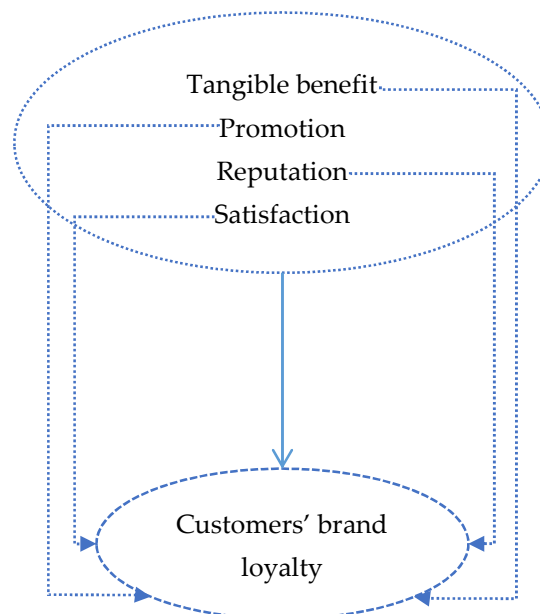 Tangible benefit
Promotion
Reputation
Satisfaction
Customers’ brand
loyalty